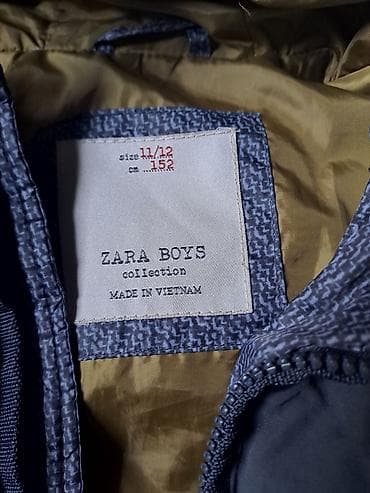 size 11/12
cm ....152
ZARA BOYS
collection
MADE IN VIETNAM